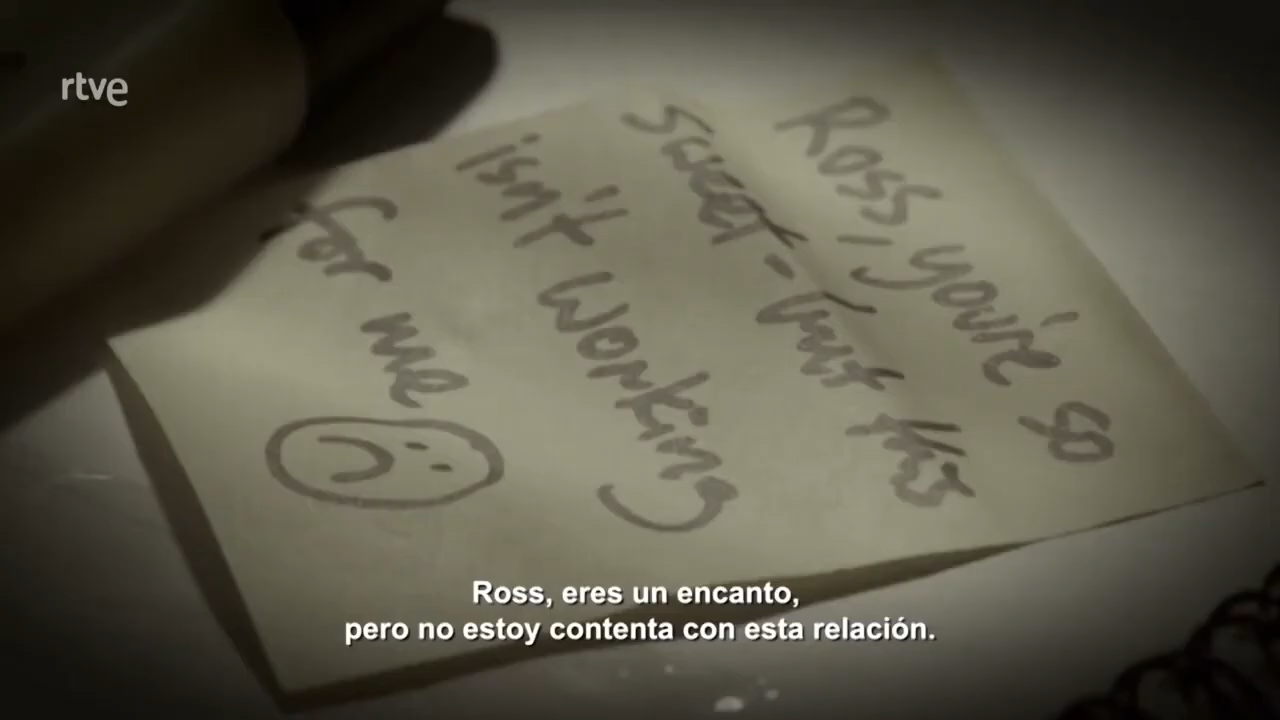 rtve
Ross, you're so
sweet - but this
isn't working
for me
Ross, eres un encanto,
pero no estoy contenta con esta relación.